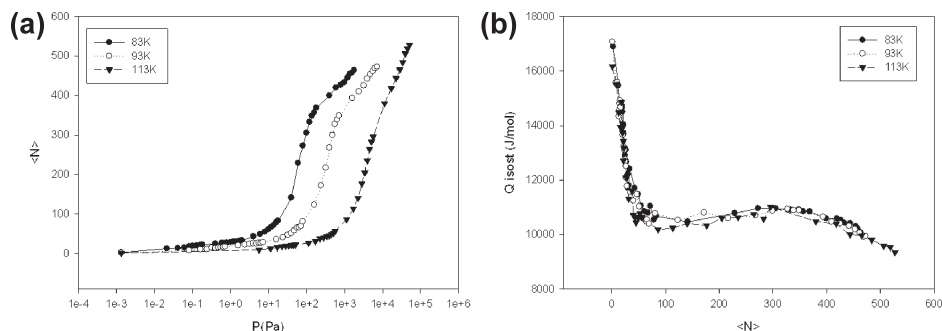 (a)
600
500
400
300
200
100
0
<N>
83K
93K
113K
1e-4 1e-3 1e-2 1e-1 1e+0 1e+1 1e+2 1e+3 1e+4 1e+5 1e+6
P(Pa)
(b)
18000
16000
14000
12000
10000
8000
Q isost (J/mol)
83K
93K
113K
-100 0 100 200 300 400 500 600
<N>